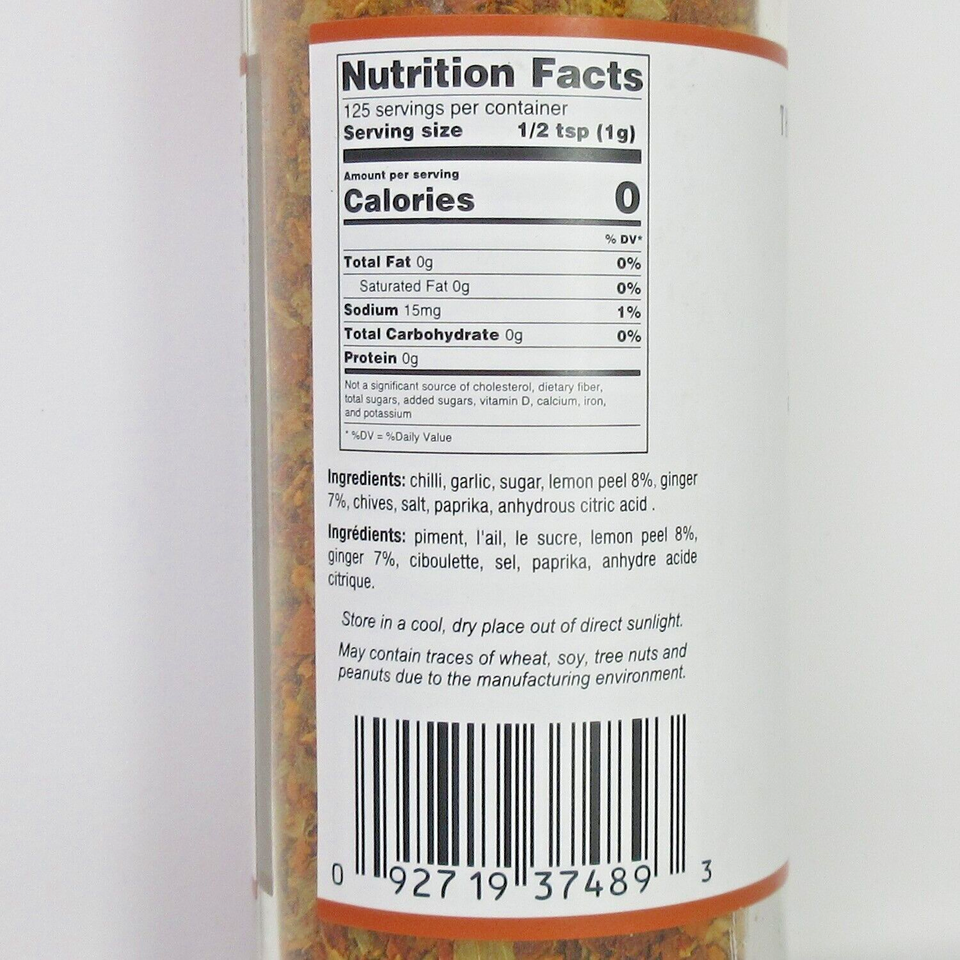 Nutrition Facts
125 servings per container
Serving size 1/2 tsp (1g)
Amount per serving
Calories 0
% DV*
Total Fat 0g 0%
Saturated Fat 0g 0%
Sodium 15mg 1%
Total Carbohydrate 0g 0%
Protein 0g
Not a significant source of cholesterol, dietary fiber,
total sugars, added sugars, vitamin D, calcium, iron,
and potassium
* %DV = %Daily Value
Ingredients: chilli, garlic, sugar, lemon peel 8%, ginger
7%, chives, salt, paprika, anhydrous citric acid .
Ingrédients: piment, l'ail, le sucre, lemon peel 8%,
ginger 7%, ciboulette, sel, paprika, anhydre acide
citrique.
Store in a cool, dry place out of direct sunlight.
May contain traces of wheat, soy, tree nuts and
peanuts due to the manufacturing environment.
0 92719 37489 3